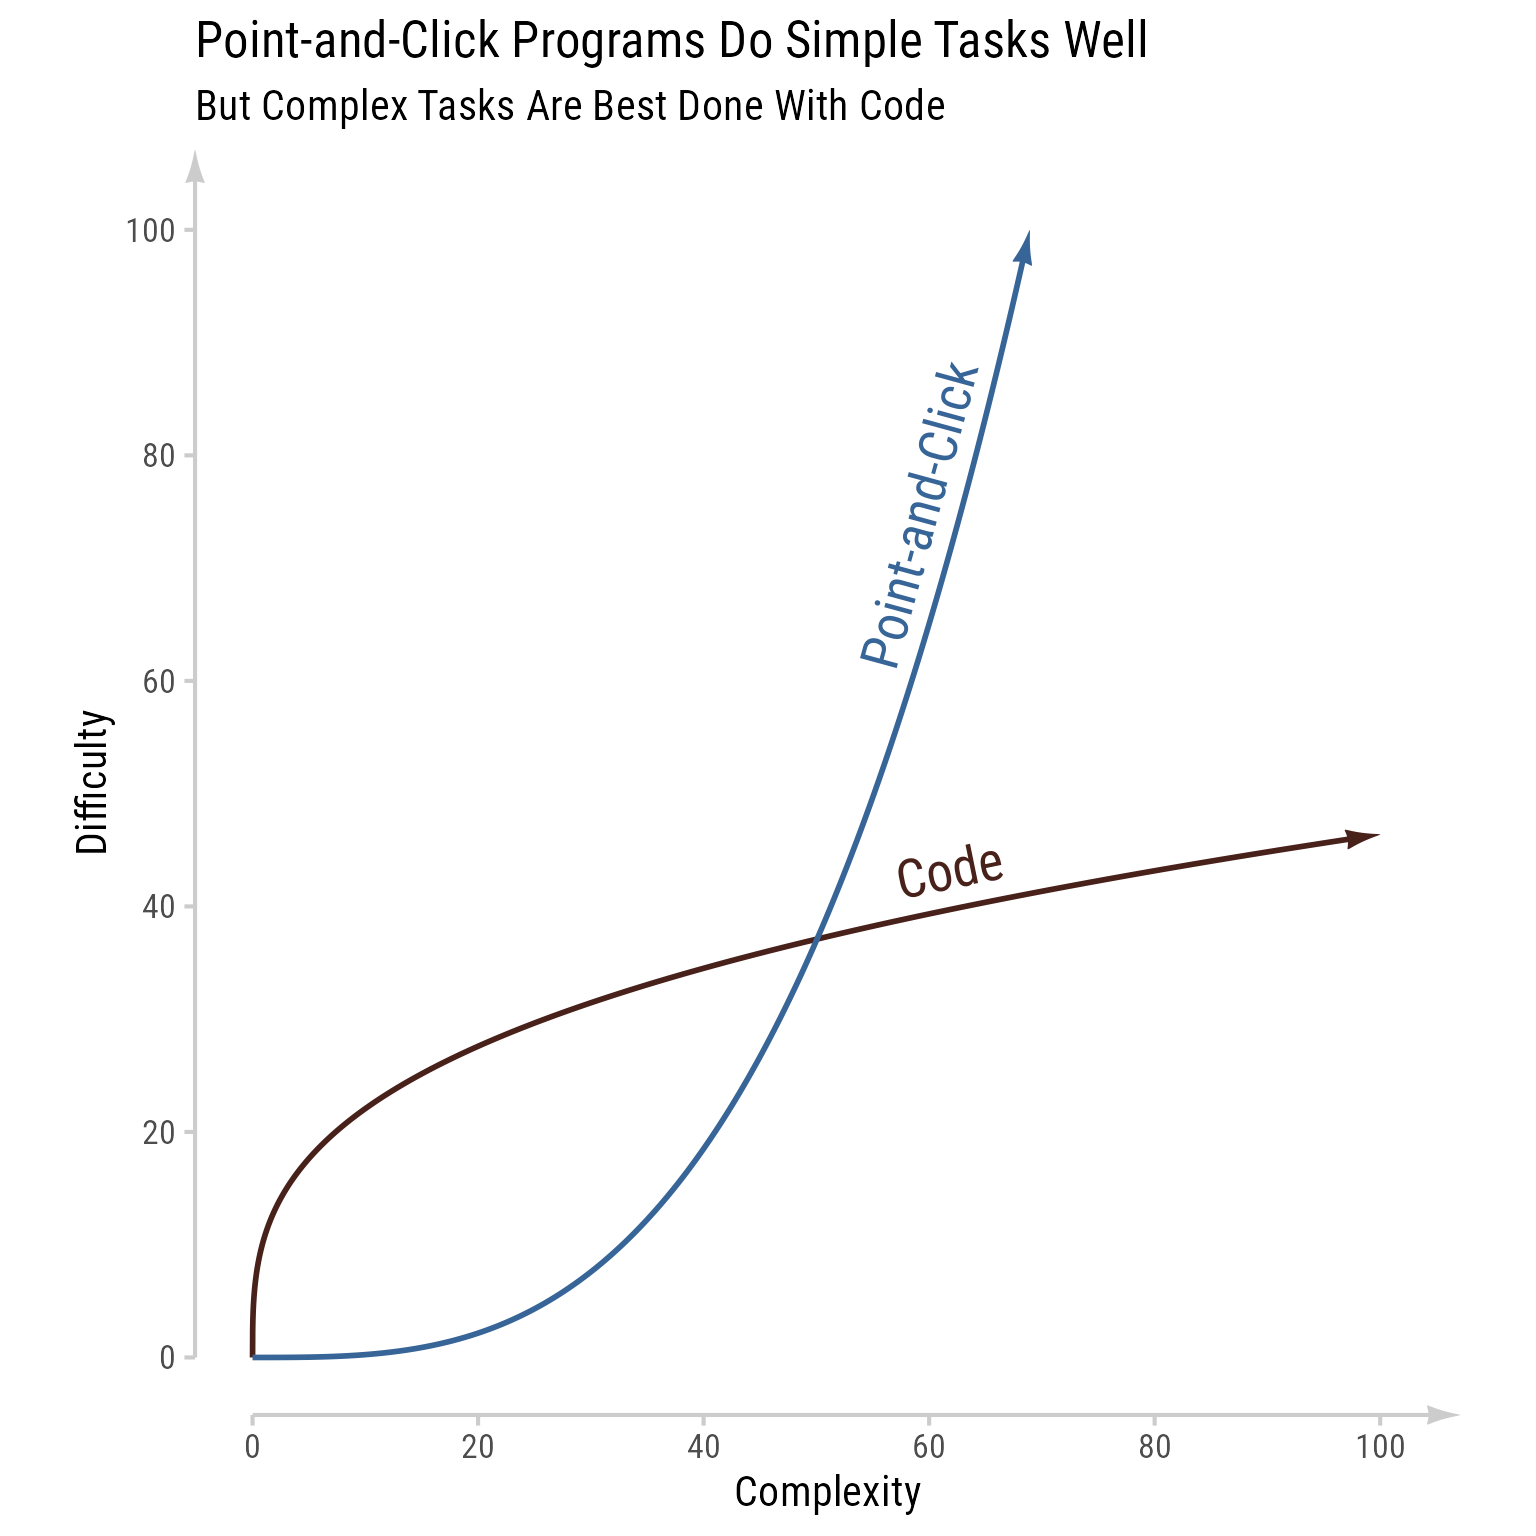 Point-and-Click Programs Do Simple Tasks Well
But Complex Tasks Are Best Done With Code
Difficulty
100
80
60
40
20
0
Point-and-Click
Code
0 20 40 60 80 100
Complexity